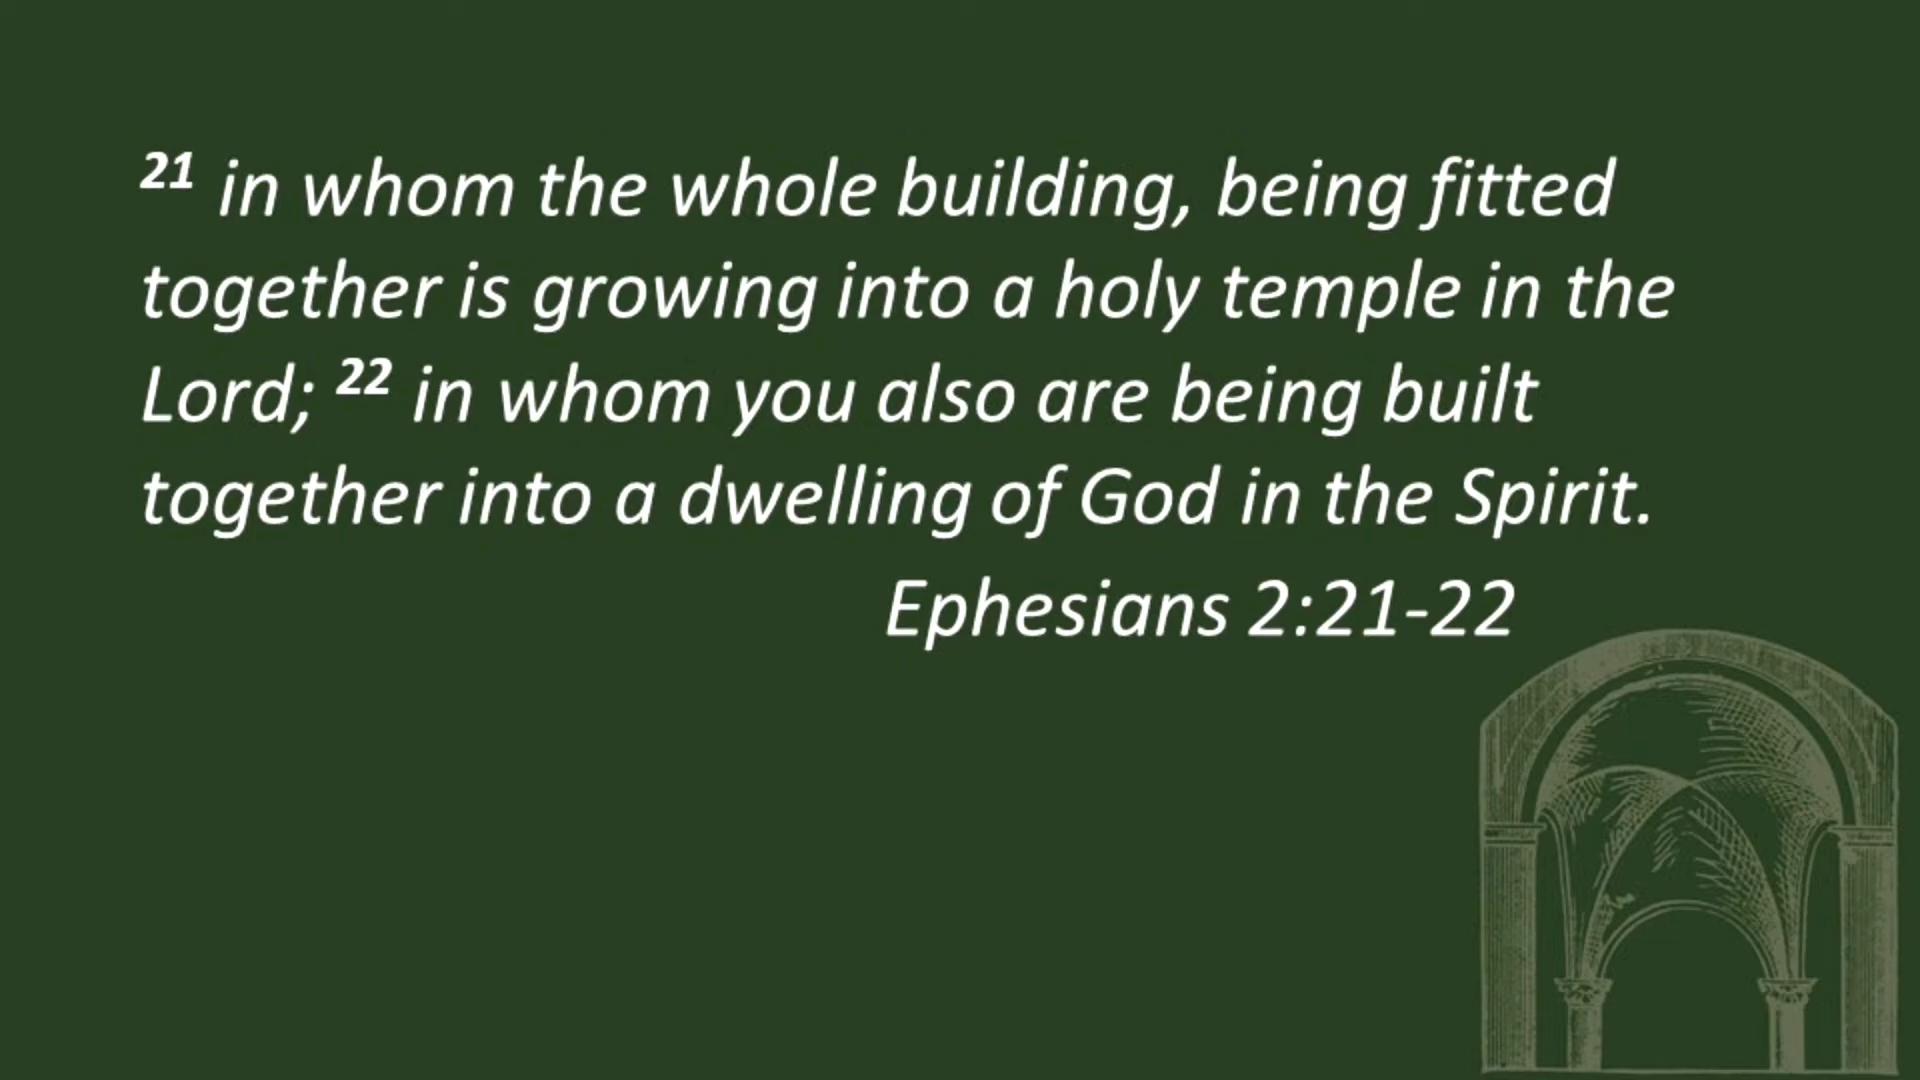 21 in whom the whole building, being fitted
together is growing into a holy temple in the
Lord; 22 in whom you also are being built
together into a dwelling of God in the Spirit.
Ephesians 2:21-22